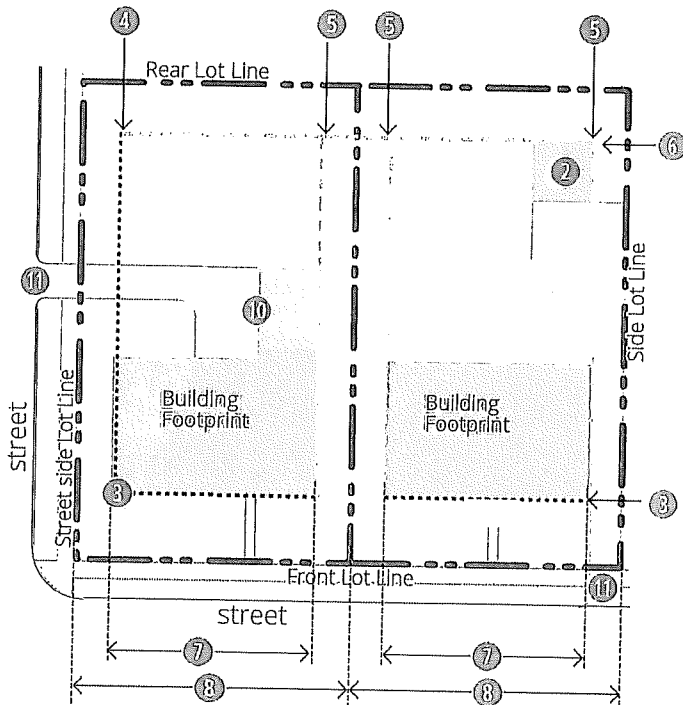 4
5
5
5
Rear Lot Line
6
2
11
10
Side Lot Line
Building
Footprint
Building
Footprint
street
Street side Lot Line
3
3
Front Lot Line
11
street
7
7
8
8